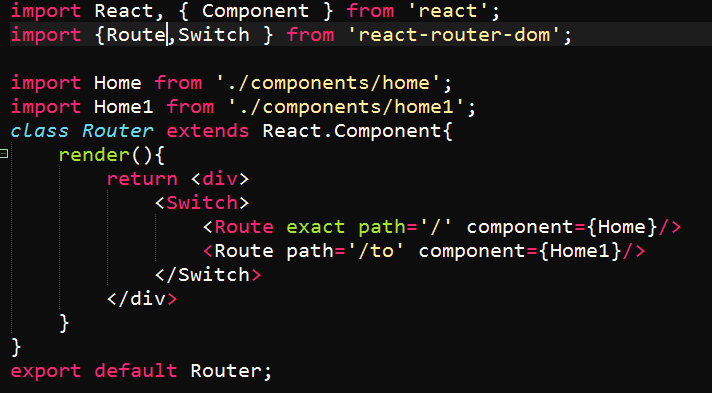 import React, { Component } from 'react';
import {Route,Switch } from 'react-router-dom';
import Home from './components/home';
import Home1 from './components/home1';
class Router extends React.Component{
render(){
return <div>
<Switch>
<Route exact path='/' component={Home}/>
<Route path='/to' component={Home1}/>
</Switch>
</div>
}
}
export default Router;